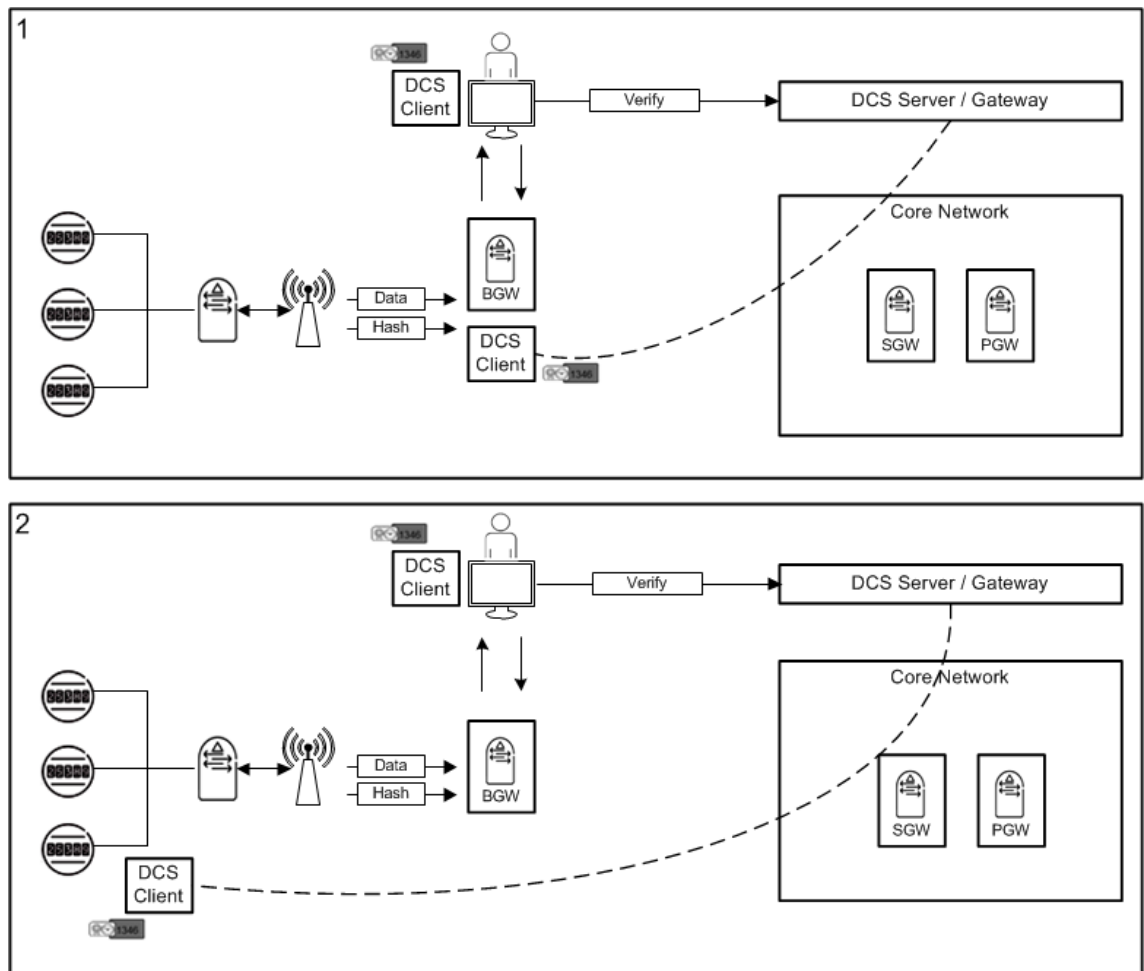 1
1346
DCS
Client
Verify
DCS Server / Gateway
Core Network
Data
Hash
BGW
DCS
Client
1346
SGW
PGW
2
1346
DCS
Client
Verify
DCS Server / Gateway
Core Network
Data
Hash
BGW
SGW
PGW
DCS
Client
1346